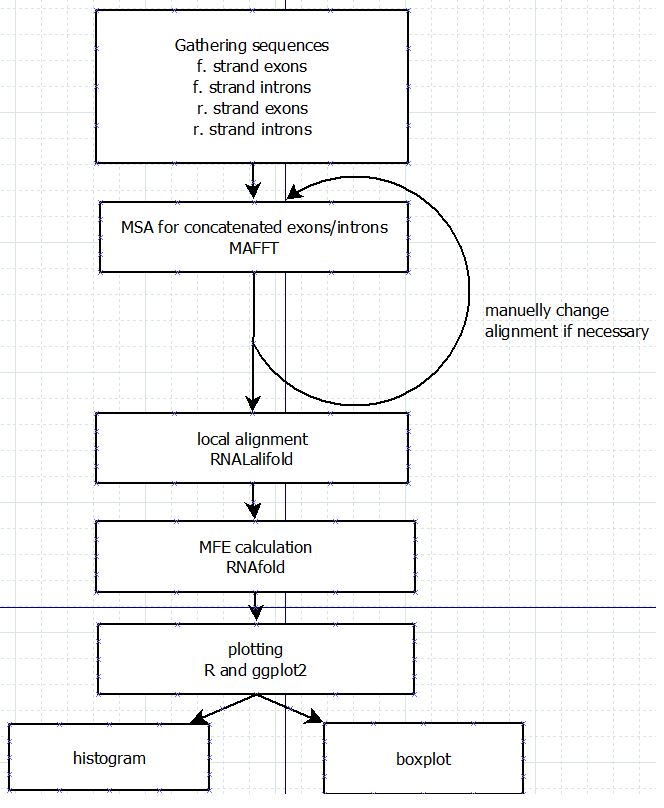 Gathering sequences
f. strand exons
f. strand introns
r. strand exons
r. strand introns
MSA for concatenated exons/introns
MAFFT
manuelly change
alignment if necessary
local alignment
RNALalifold
MFE calculation
RNAfold
plotting
R and ggplot2
histogram
boxplot